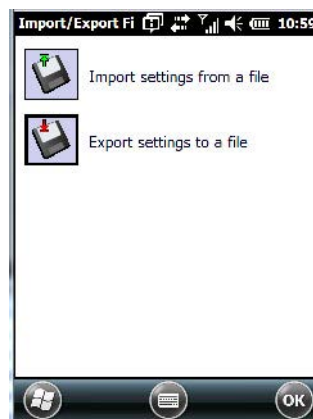 Import/Export Fi 10:59
Import settings from a file
Export settings to a file
OK